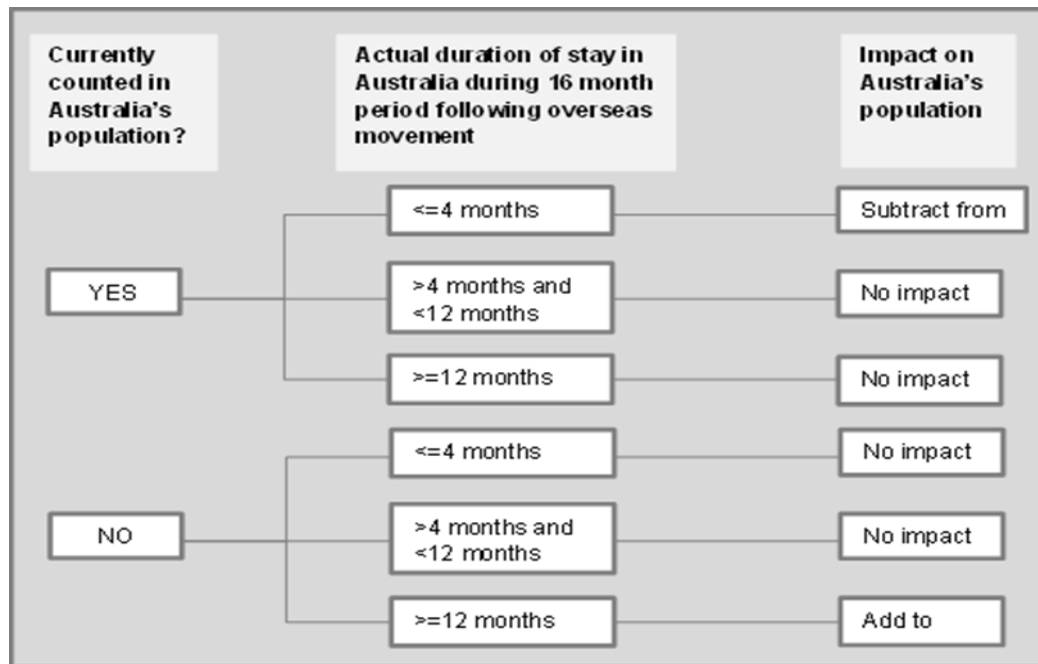 Currently
counted in
Australia's
population?
Actual duration of stay in
Australia during 16 month
period following overseas
movement
Impact on
Australia's
population
YES
<=4 months
Subtract from
>4 months and
<12 months
No impact
>=12 months
No impact
NO
<=4 months
No impact
>4 months and
<12 months
No impact
>=12 months
Add to